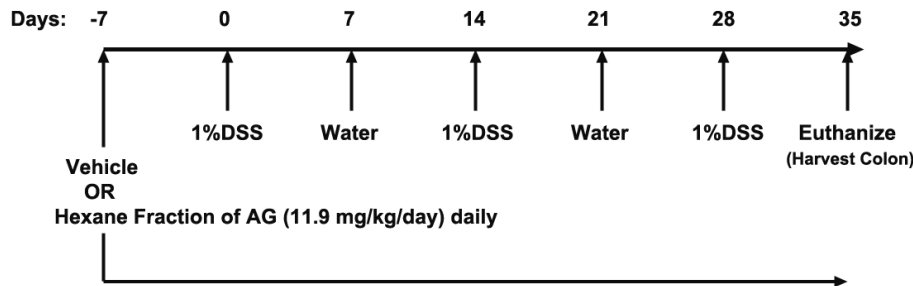 Days: -7 0 7 14 21 28 35
1%DSS Water 1%DSS Water 1%DSS Euthanize
(Harvest Colon)
Vehicle
OR
Hexane Fraction of AG (11.9 mg/kg/day) daily